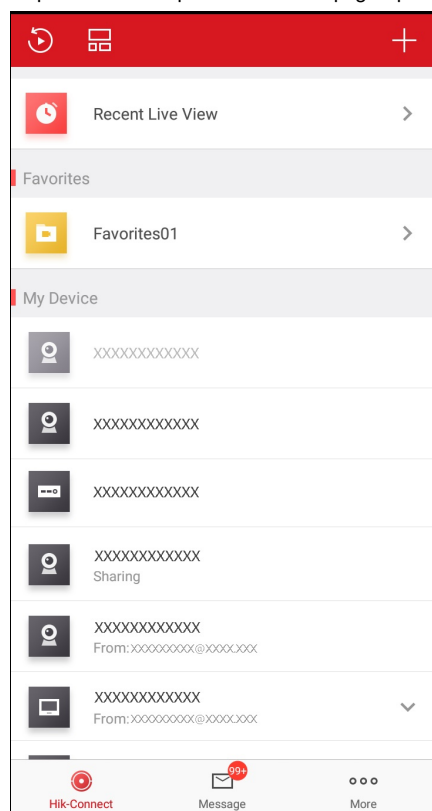 Recent Live View
Favorites
Favorites01
My Device
XXXXXXXXXXXX
XXXXXXXXXXXX
XXXXXXXXXXXX
XXXXXXXXXXXX
Sharing
XXXXXXXXXXXX
From:XXXXXXXXX@XXXX.XXX
XXXXXXXXXXXX
From:XXXXXXXXX@XXXX.XXX
99+
Hik-Connect
Message
More